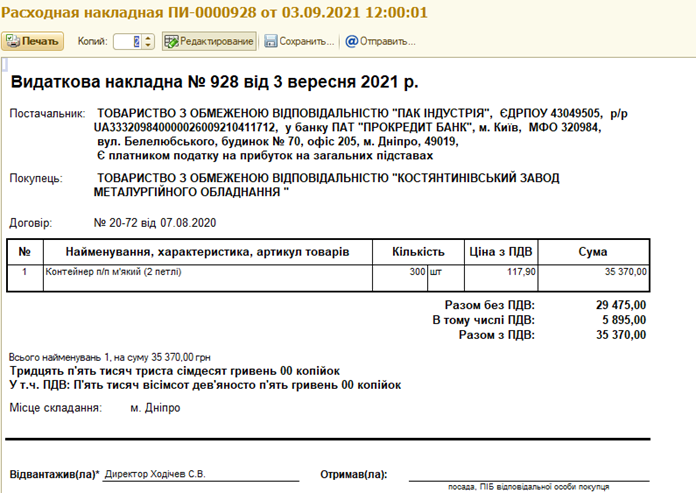 Расходная накладная ПИ-0000928 от 03.09.2021 12:00:01
Печать Копий: 2 Редактирование Сохранить... Отправить...
Видаткова накладна № 928 від 3 вересня 2021 р.
Постачальник: ТОВАРИСТВО З ОБМЕЖЕНОЮ ВІДПОВІДАЛЬНІСТЮ "ПАК ІНДУСТРІЯ", ЄДРПОУ 43049505, р/р
UA333209840000026009210411712, у банку ПАТ "ПРОКРЕДИТ БАНК", м. Київ, МФО 320984,
вул. Белелюбського, будинок № 70, офіс 205, м. Дніпро, 49019,
Є платником податку на прибуток на загальних підставах
Покупець: ТОВАРИСТВО З ОБМЕЖЕНОЮ ВІДПОВІДАЛЬНІСТЮ "КОСТЯНТИНІВСЬКИЙ ЗАВОД
МЕТАЛУРГІЙНОГО ОБЛАДНАННЯ "
Договір: № 20-72 від 07.08.2020
№ Найменування, характеристика, артикул товарів Кількість Ціна з ПДВ Сума
1 Контейнер п/п м'який (2 петлі) 300 шт 117,90 35 370,00
Разом без ПДВ: 29 475,00
В тому числі ПДВ: 5 895,00
Разом з ПДВ: 35 370,00
Всього найменувань 1, на суму 35 370,00 грн
Тридцять п'ять тисяч триста сімдесят гривень 00 копійок
У т.ч. ПДВ: П'ять тисяч вісімсот дев'яносто п'ять гривень 00 копійок
Місце складання: м. Дніпро
Відвантажив(ла)* Директор Ходічев С.В. Отримав(ла):
посада, ПІБ відповідальної особи покупця